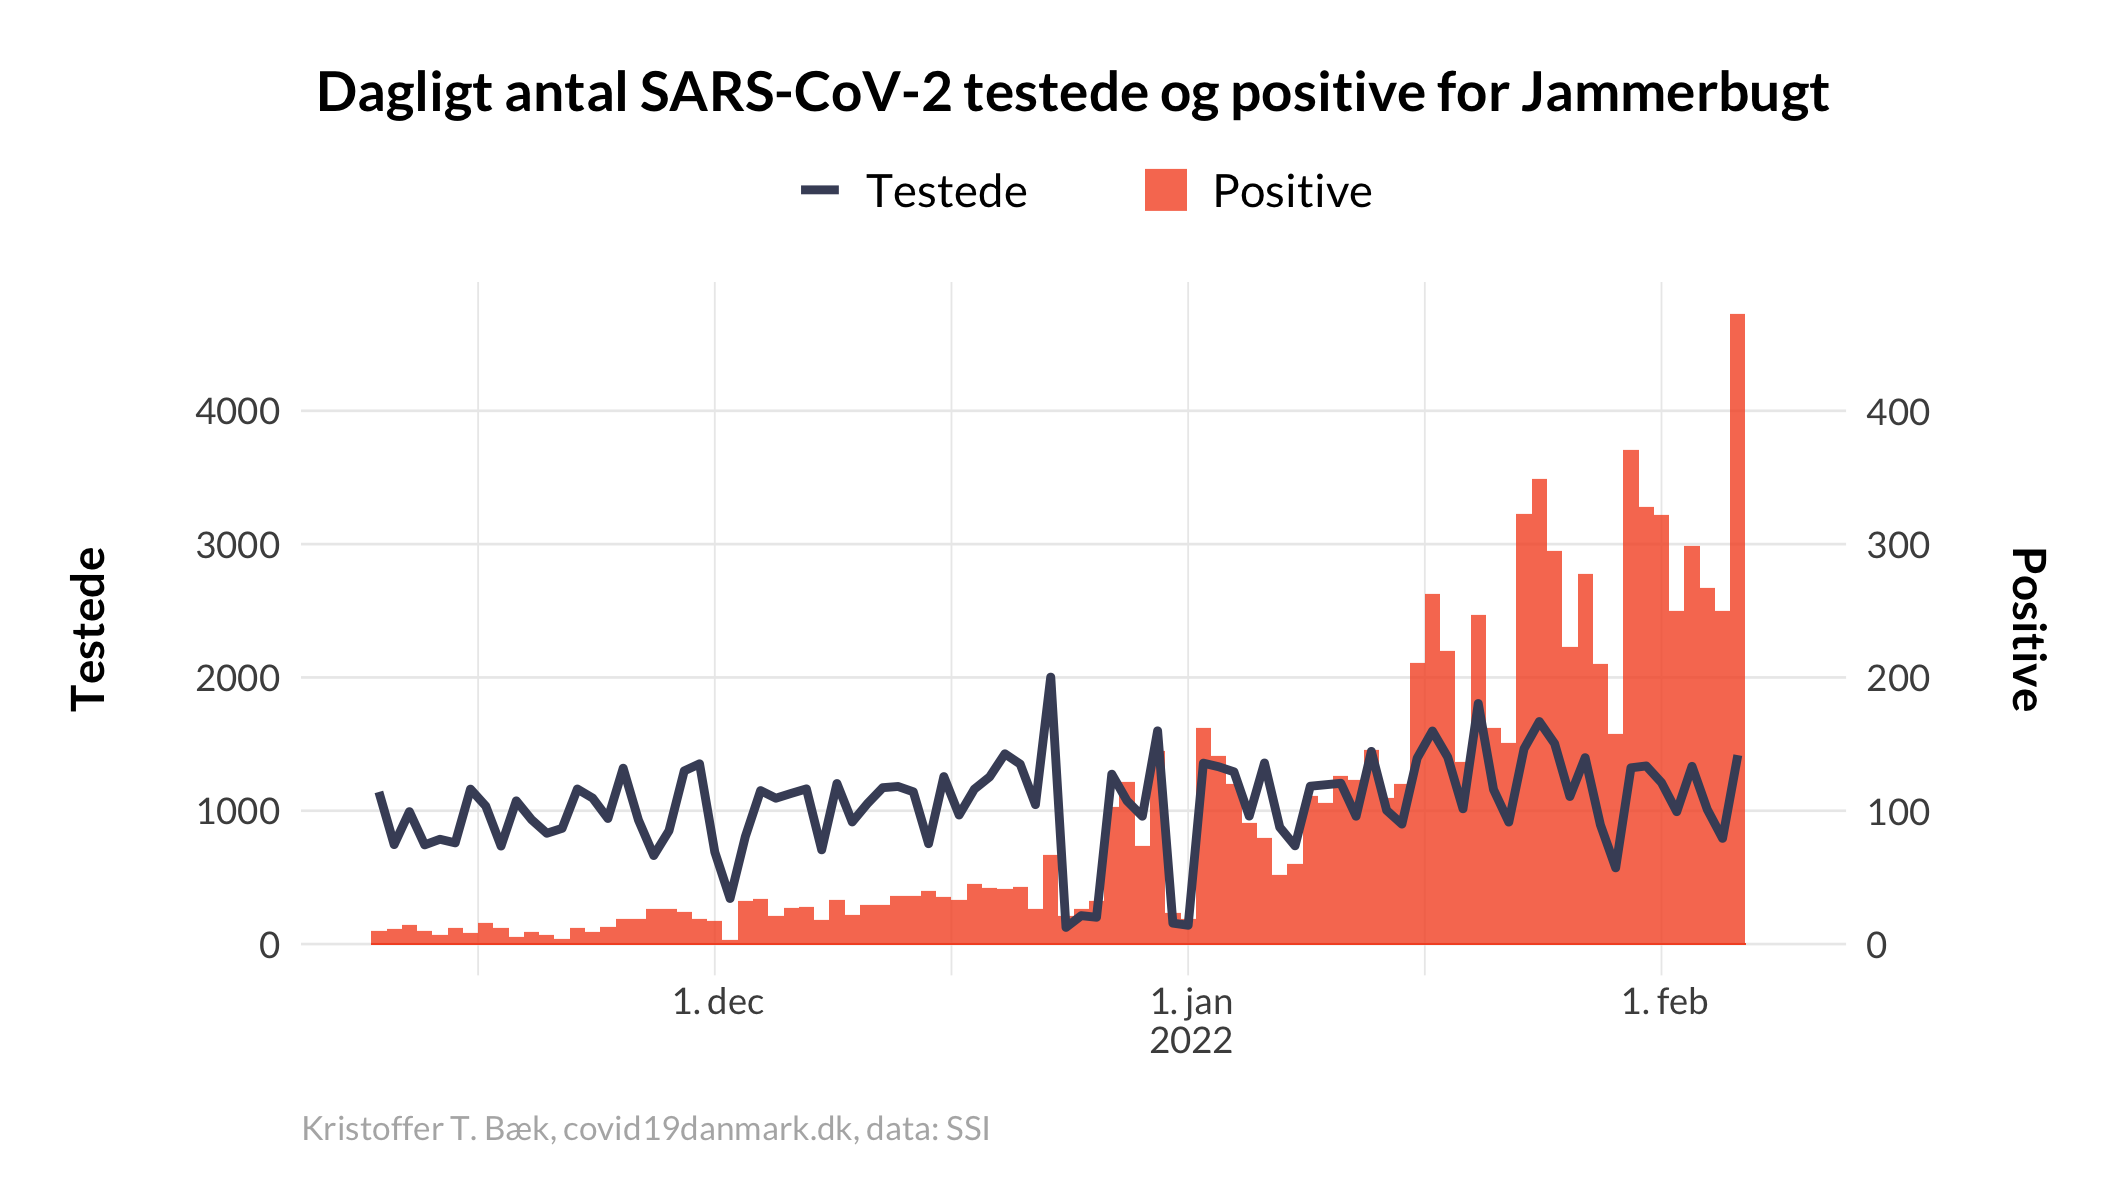 Dagligt antal SARS-CoV-2 testede og positive for Jammerbugt
Testede
Positive
Testede
4000
3000
2000
1000
0
400
300
200
100
0
Positive
1. dec
1. jan
2022
1. feb
Kristoffer T. Bæk, covid19danmark.dk, data: SSI